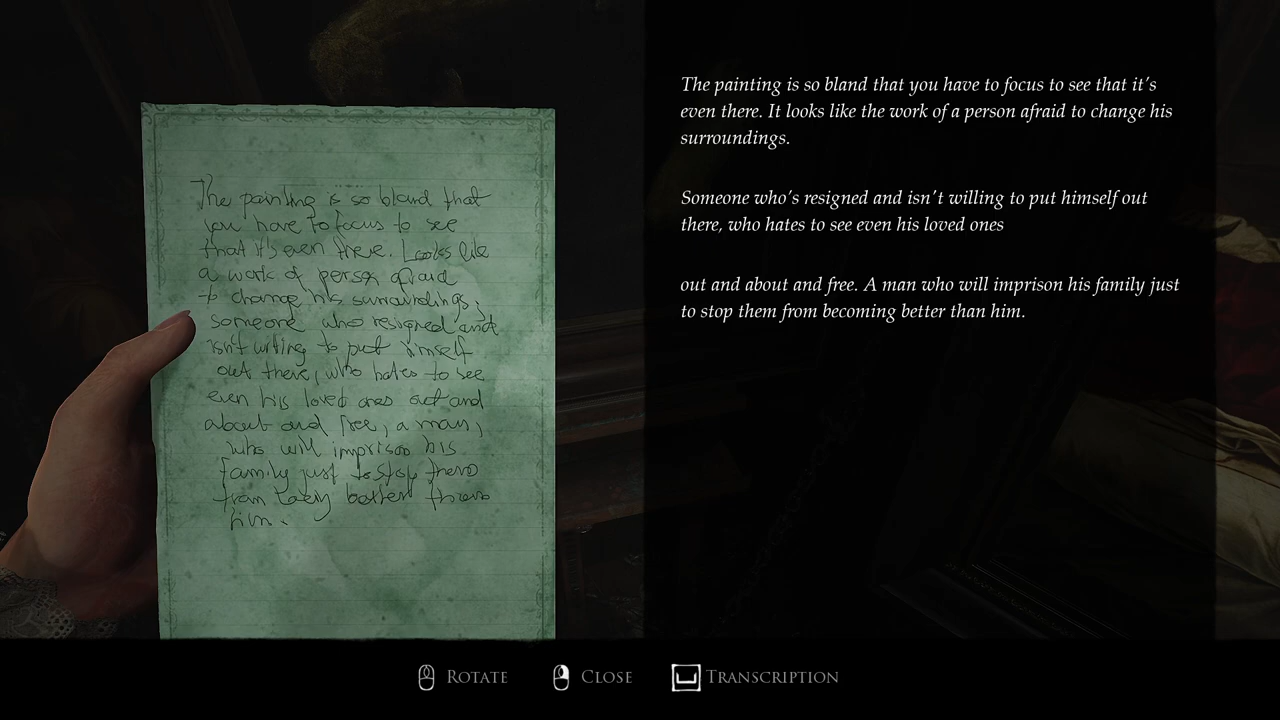 The painting is so bland that
you have to focus to see
that it's even there. Looks like
a work of person afraid
to change his surroundings,
someone who resigned and
isn't willing to put himself
out there, who hates to see
even his loved ones out and
about and free, a man,
who will imprison his
family just to stop them
from being better than
him.
The painting is so bland that you have to focus to see that it's
even there. It looks like the work of a person afraid to change his
surroundings.
Someone who's resigned and isn't willing to put himself out
there, who hates to see even his loved ones
out and about and free. A man who will imprison his family just
to stop them from becoming better than him.
ROTATE
CLOSE
TRANSCRIPTION